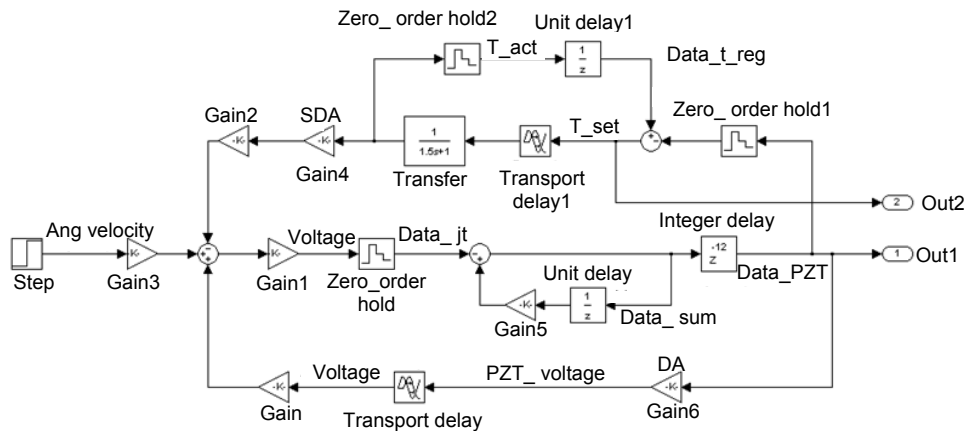 Zero_ order hold2
Unit delay1
T_act
1
z
Data_t_reg
Gain2
SDA
T_set
Zero_ order hold1
-K-
-K-
1
1.5s+1
Gain4
Transfer
Transport
delay1
2
Out2
Integer delay
Ang velocity
Voltage
Data_ jt
-12
Z
1
Out1
Step
K-
Gain3
K-
Gain1
Zero_order
hold
Unit delay
Data_PZT
-K-
Gain5
1
z
Data_ sum
Voltage
PZT_ voltage
DA
-K-
Gain
Transport delay
-K-
Gain6